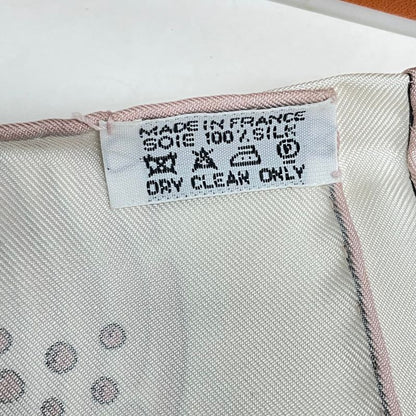 MADE IN FRANCE
SOIE 100% SILK
P
DRY CLEAN ONLY